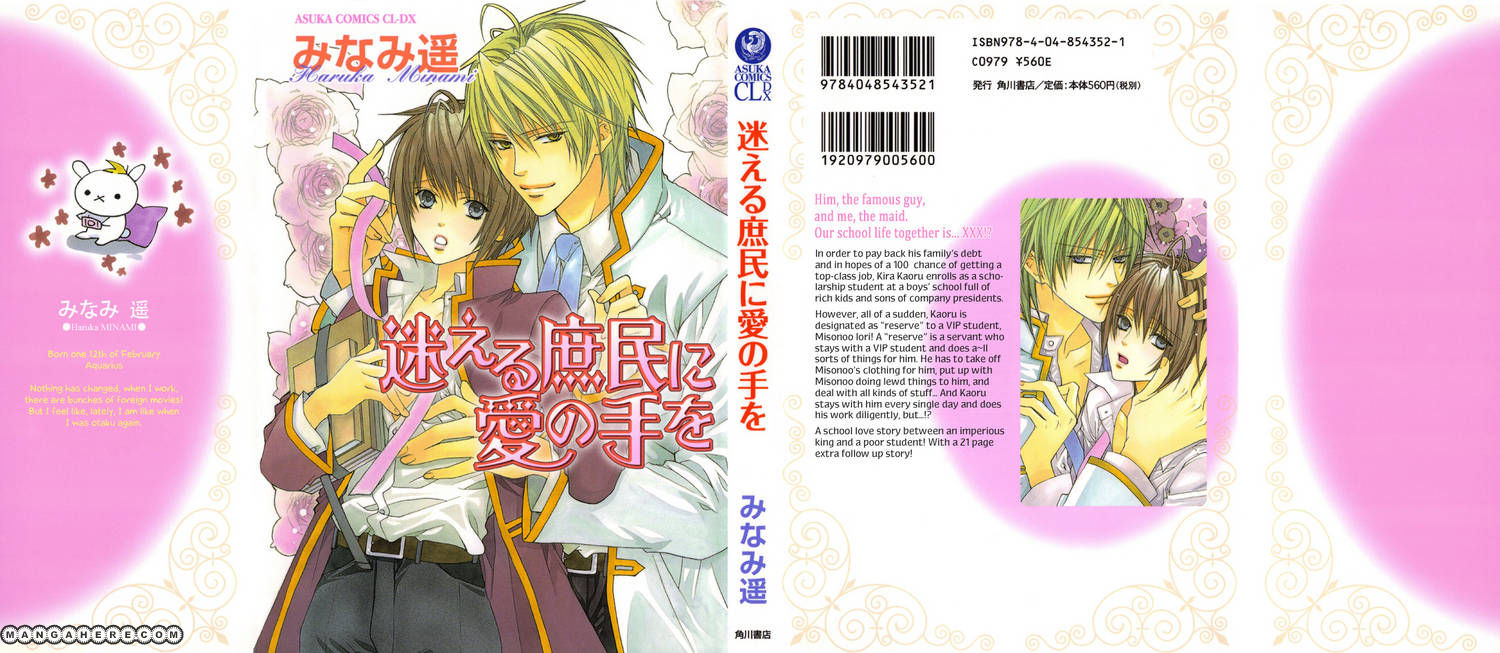 みなみ 遥
●Haruka MINAMI●
Born one 12th of February
Aquarius
Nothing has changed, when I work,
there are bunches of foreign movies!
But I feel like, lately, I am like when
I was otaku again.
MANGAHERE.COM
ASUKA COMICS CL-DX
みなみ遥
Haruka Minami
迷える庶民に
愛の手を
ASUKA
COMICS
CL DX
迷える庶民に愛の手を
みなみ遥
角川書店
9784048543521
1920979005600
ISBN978-4-04-854352-1
C0979 ¥560E
発行 角川書店/定価:本体560円(税別)
Him, the famous guy,
and me, the maid.
Our school life together is... XXX!?
In order to pay back his family's debt
and in hopes of a 100 chance of getting a
top-class job, Kira Kaoru enrolls as a scho-
larship student at a boys' school full of
rich kids and sons of company presidents.
However, all of a sudden, Kaoru is
designated as "reserve" to a VIP student,
Misonoo Iori! A "reserve" is a servant who
stays with a VIP student and does a~ll
sorts of things for him. He has to take off
Misonoo's clothing for him, put up with
Misonoo doing lewd things to him, and
deal with all kinds of stuff... And Kaoru
stays with him every single day and does
his work diligently, but...!?
A school love story between an imperious
king and a poor student! With a 21 page
extra follow up story!